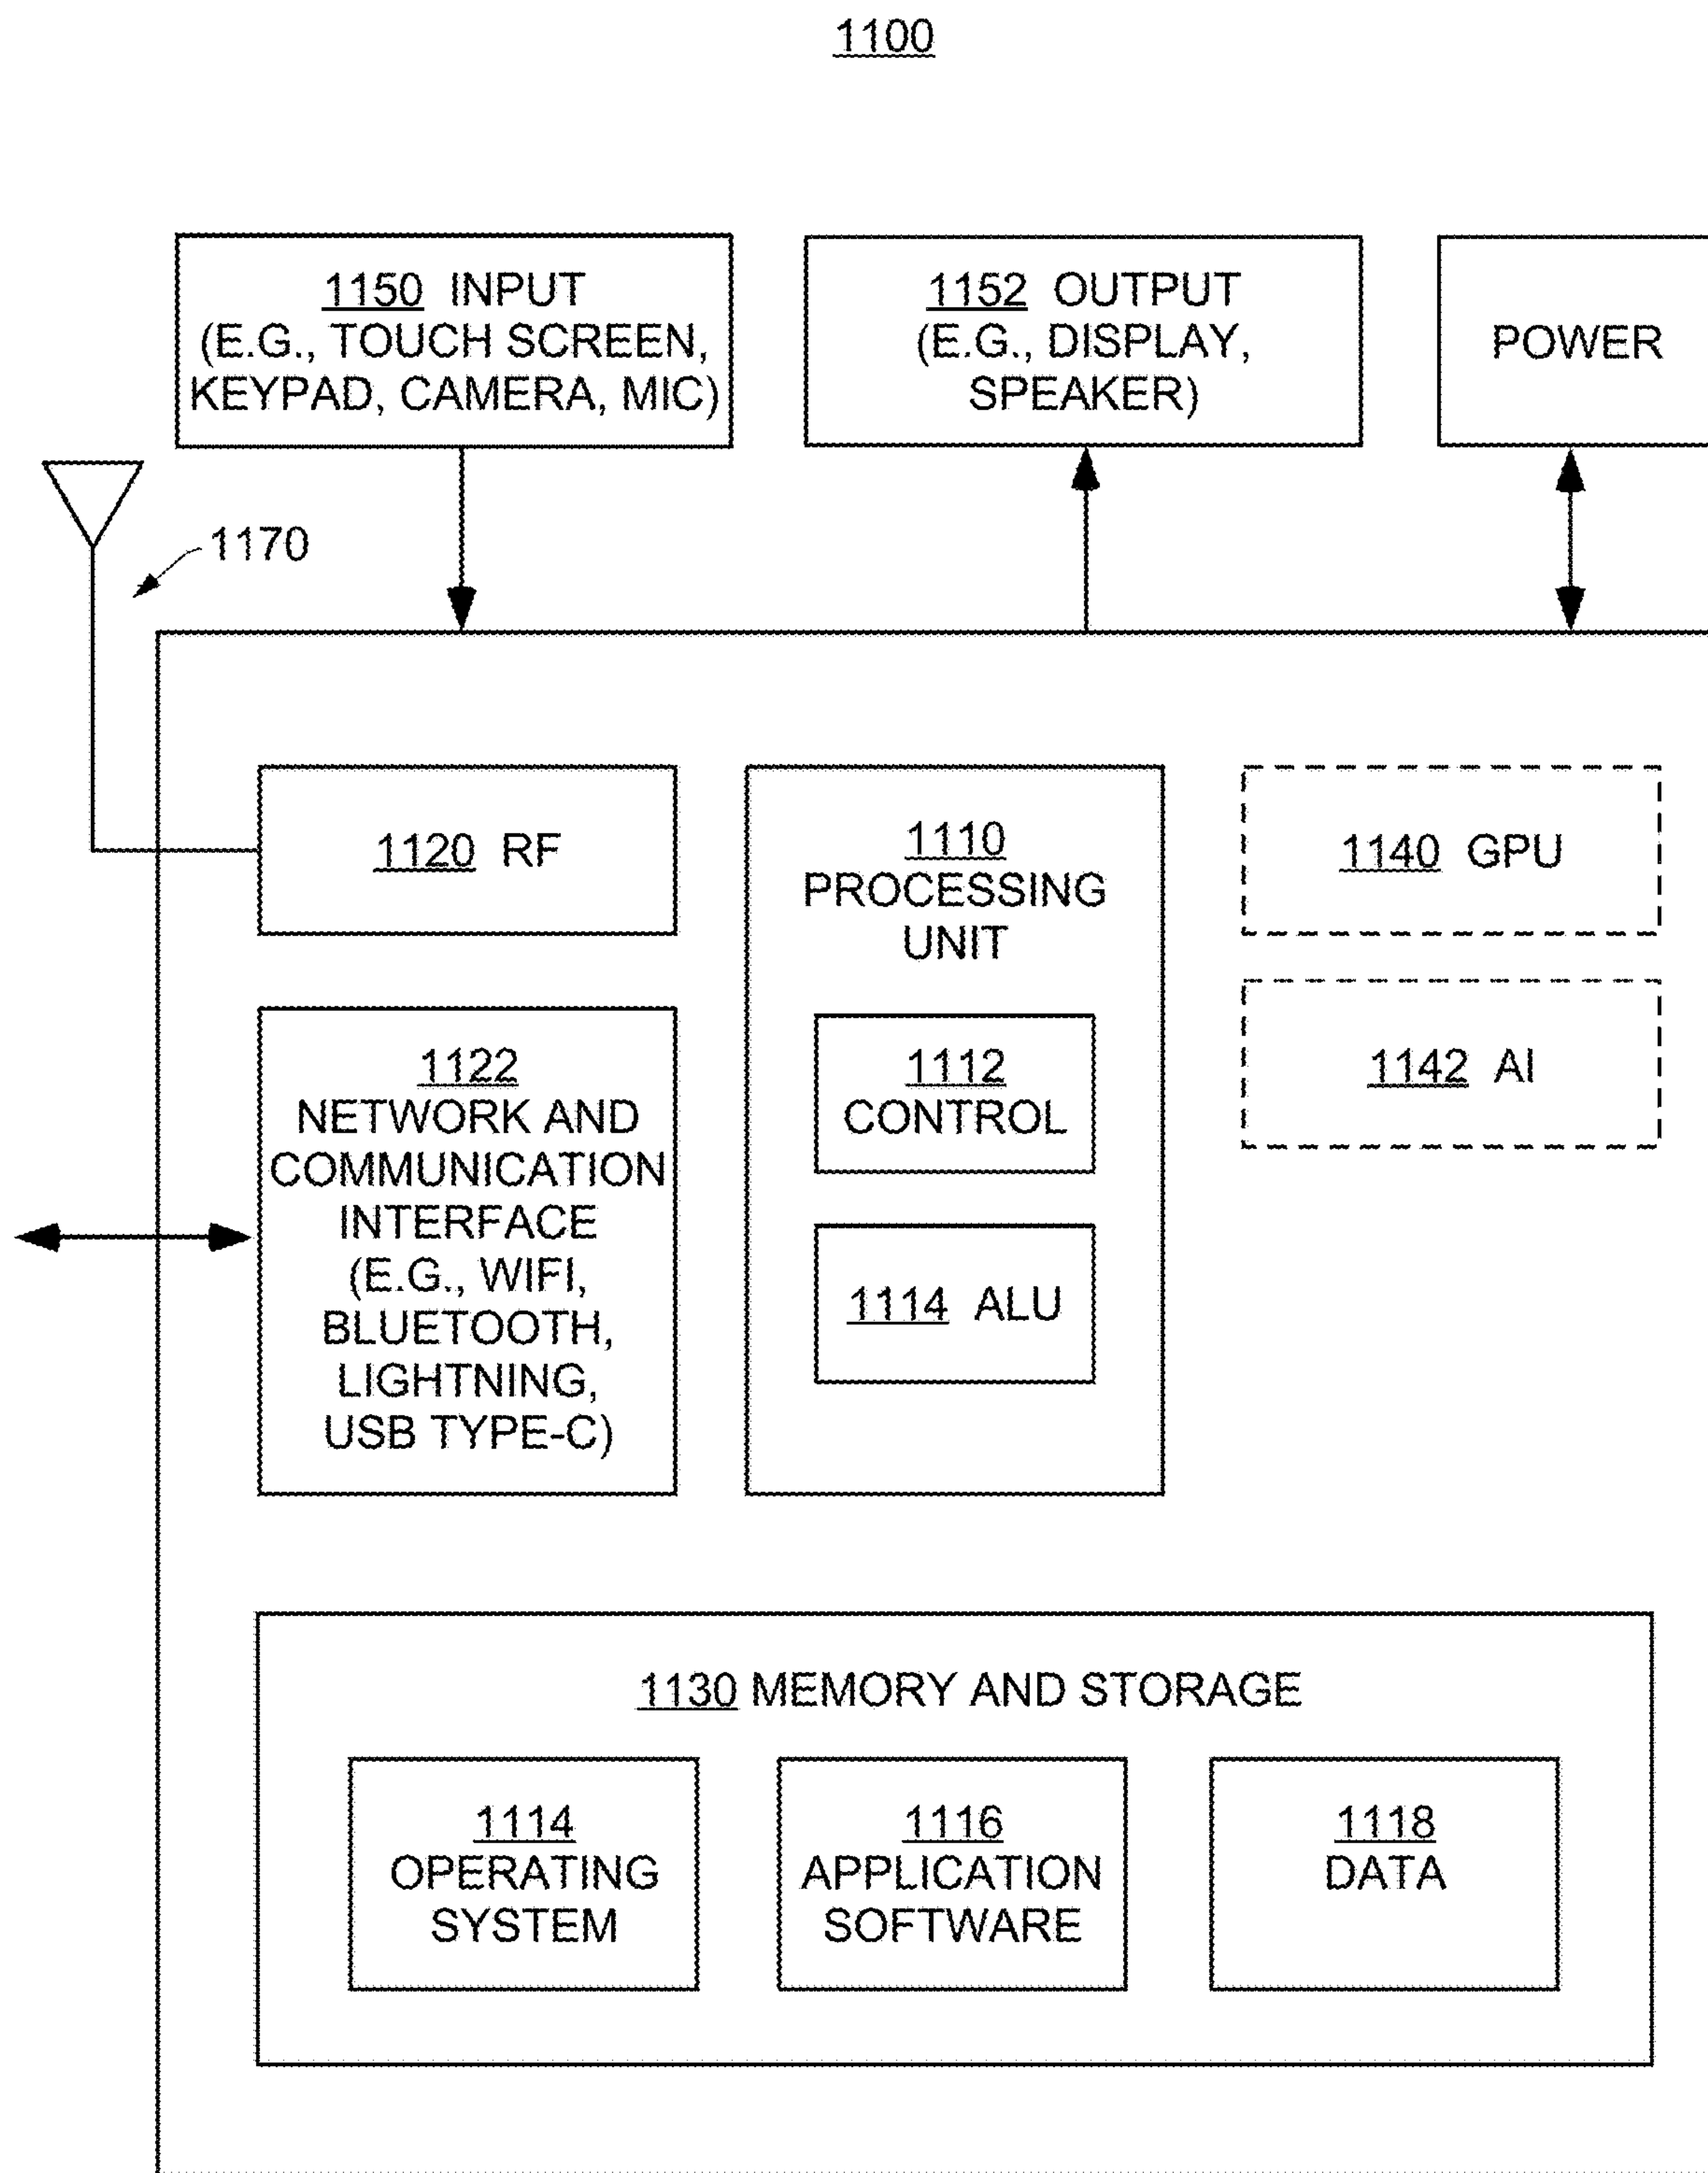 1100
1150 INPUT
(E.G., TOUCH SCREEN,
KEYPAD, CAMERA, MIC)
1152 OUTPUT
(E.G., DISPLAY,
SPEAKER)
POWER
1170
1120 RF
1110
PROCESSING
UNIT
1140 GPU
1122
NETWORK AND
COMMUNICATION
INTERFACE
(E.G., WIFI,
BLUETOOTH,
LIGHTNING,
USB TYPE-C)
1112
CONTROL
1142 AI
1114 ALU
1130 MEMORY AND STORAGE
1114
OPERATING
SYSTEM
1116
APPLICATION
SOFTWARE
1118
DATA